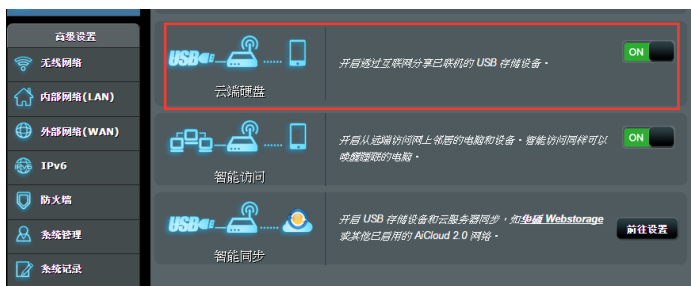 高级设置
无线网络
内部网络(LAN)
外部网络(WAN)
IPv6
防火墙
系统管理
系统记录
USB
云端硬盘
开启透过互联网分享已联机的 USB 存储设备。
ON
智能访问
开启从远端访问网上邻居的电脑和设备。智能访问同样可以
唤醒睡眠的电脑。
ON
USB
智能同步
开启 USB 存储设备和云服务器同步，如华硕 Webstorage
或其他已启用的 AiCloud 2.0 网络。
前往设置